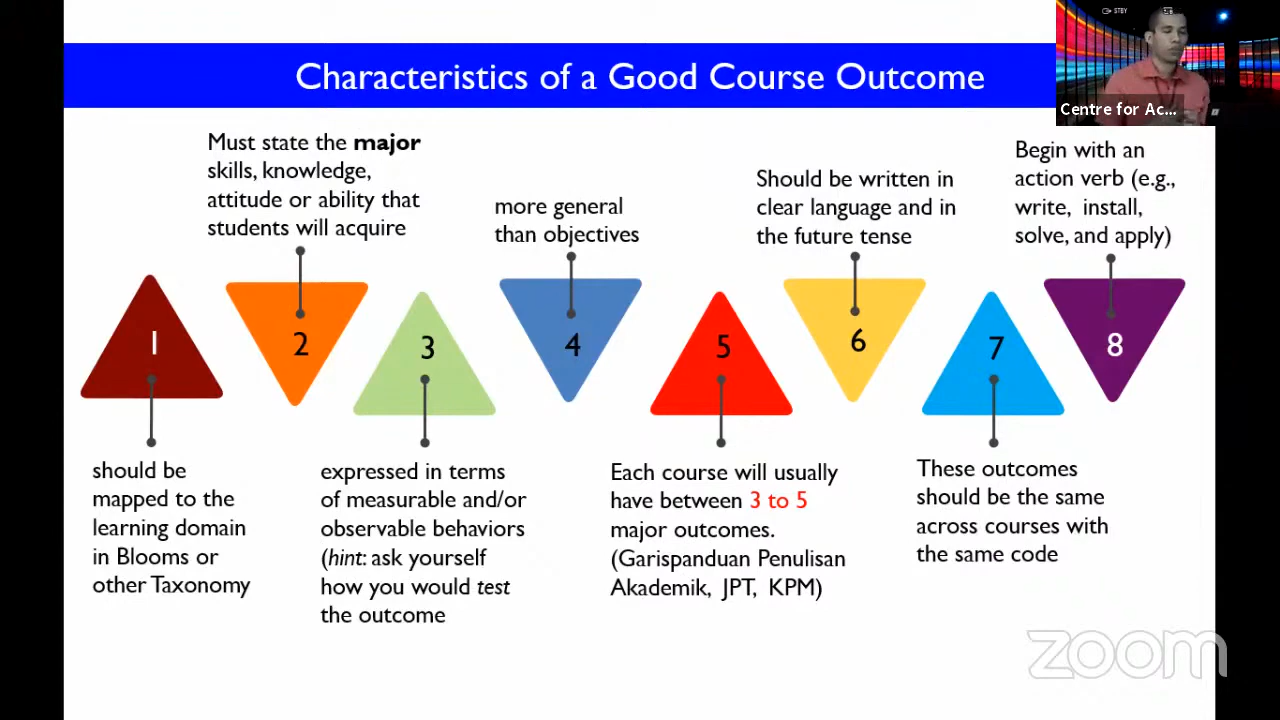 STBY
Characteristics of a Good Course Outcome
Centre for Ac...
1
should be
mapped to the
learning domain
in Blooms or
other Taxonomy
Must state the major
skills, knowledge,
attitude or ability that
students will acquire
2
3
expressed in terms
of measurable and/or
observable behaviors
(hint: ask yourself
how you would test
the outcome
more general
than objectives
4
5
Each course will usually
have between 3 to 5
major outcomes.
(Garispanduan Penulisan
Akademik, JPT, KPM)
Should be written in
clear language and in
the future tense
6
7
These outcomes
should be the same
across courses with
the same code
Begin with an
action verb (e.g.,
write, install,
solve, and apply)
8
zoom